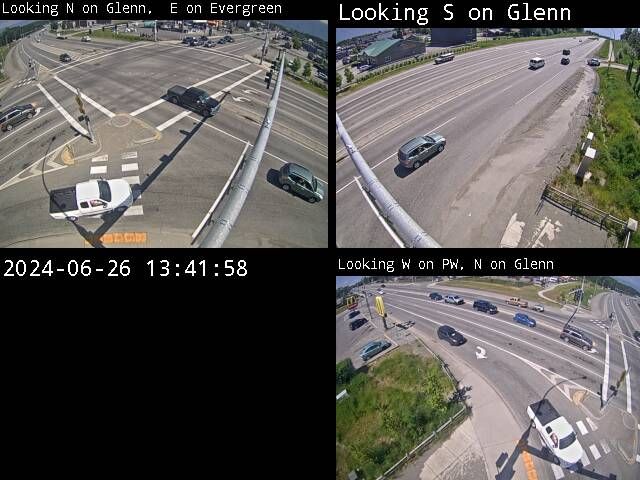 Looking N on Glenn, E on Evergreen
Looking S on Glenn
2024-06-26 13:41:58
Looking W on PW, N on Glenn